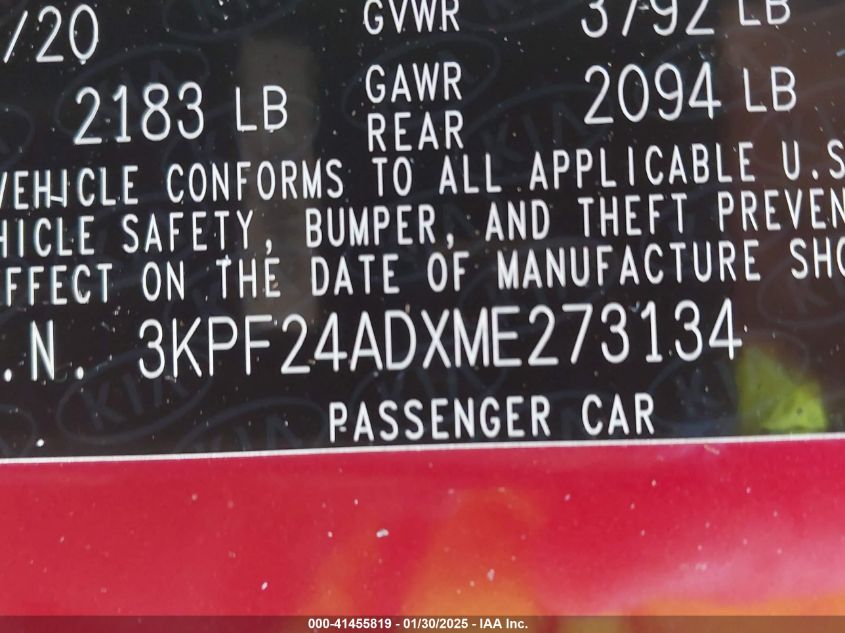 /20 GVWR 3792 LB
2183 LB GAWR REAR 2094 LB
VEHICLE CONFORMS TO ALL APPLICABLE U.S
HICLE SAFETY, BUMPER, AND THEFT PREVEN
FFECT ON THE DATE OF MANUFACTURE SHO
.N. 3KPF24ADXME273134
PASSENGER CAR
000-41455819 - 01/30/2025 - IAA Inc.